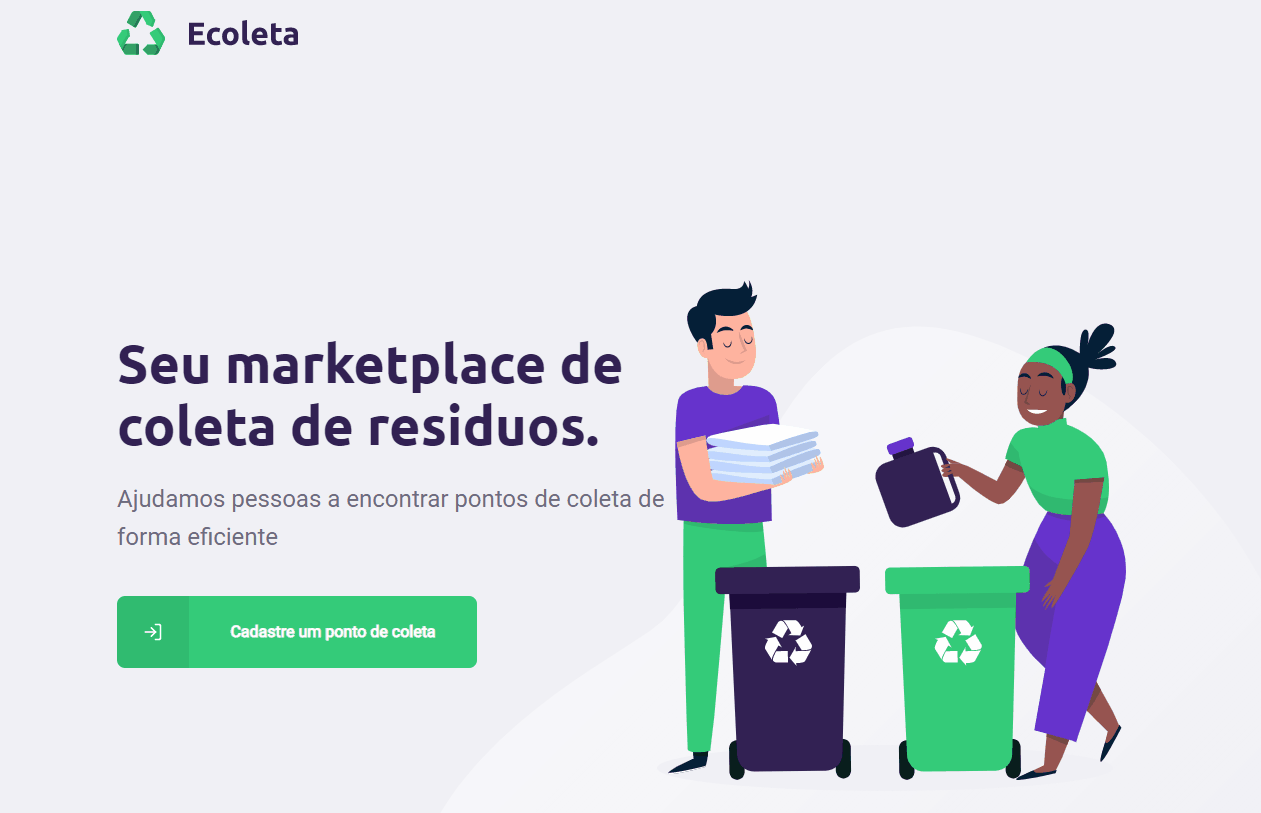 Ecoleta
Seu marketplace de
coleta de residuos.
Ajudamos pessoas a encontrar pontos de coleta de
forma eficiente
Cadastre um ponto de coleta